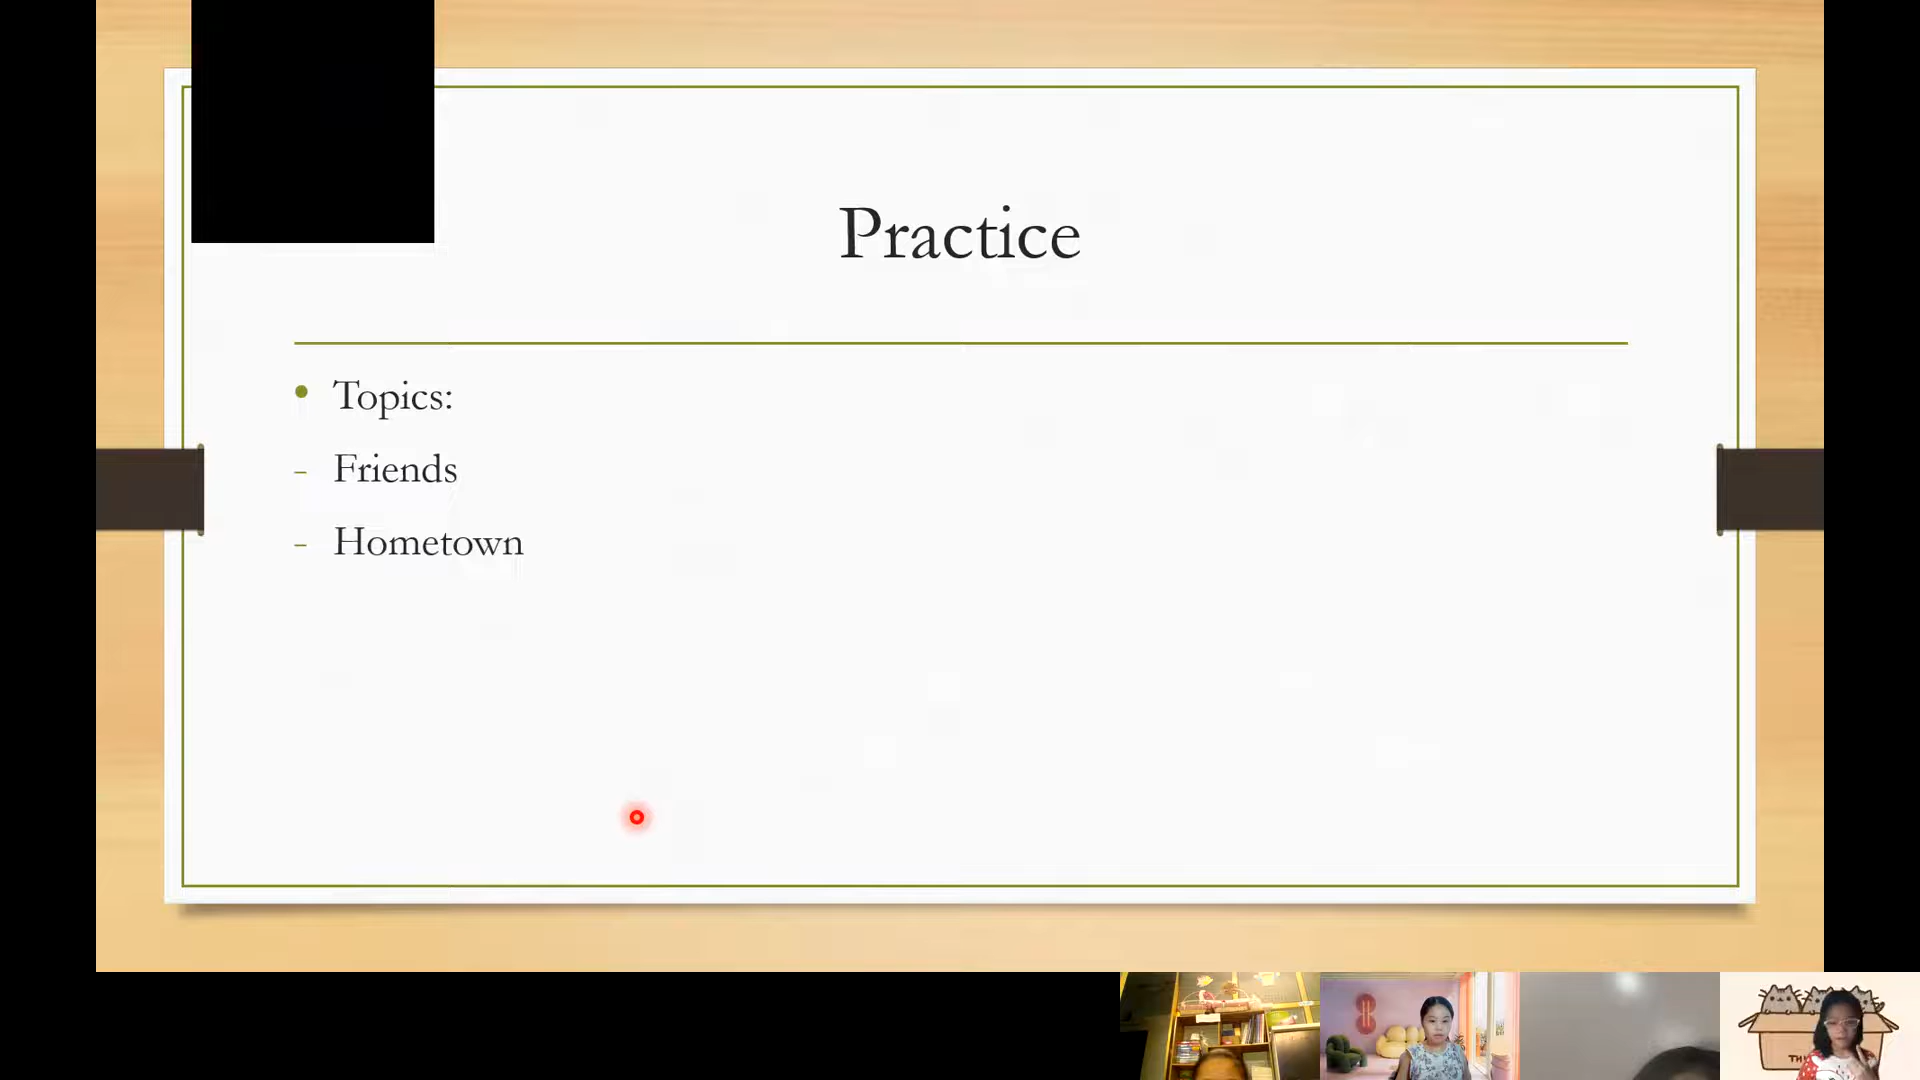 Practice
• Topics:
- Friends
- Hometown